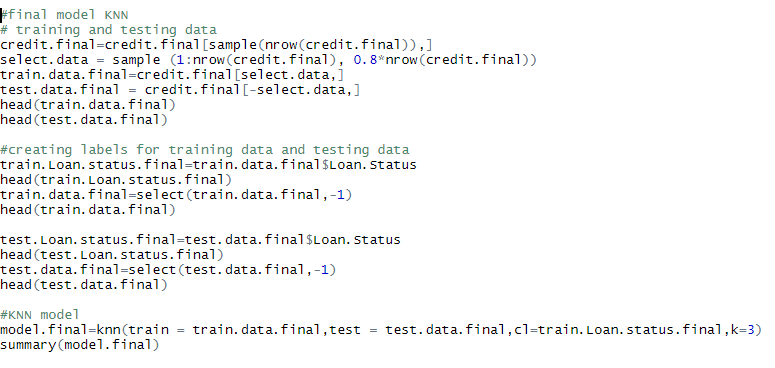 #final model KNN
# training and testing data
credit.final=credit.final[sample(nrow(credit.final)),]
select.data = sample (1:nrow(credit.final), 0.8*nrow(credit.final))
train.data.final=credit.final[select.data,]
test.data.final = credit.final[-select.data,]
head(train.data.final)
head(test.data.final)
#creating labels for training data and testing data
train.Loan.status.final=train.data.final$Loan.Status
head(train.Loan.status.final)
train.data.final=select(train.data.final,-1)
head(train.data.final)
test.Loan.status.final=test.data.final$Loan.Status
head(test.Loan.status.final)
test.data.final=select(test.data.final,-1)
head(test.data.final)
#KNN model
model.final=knn(train = train.data.final,test = test.data.final,cl=train.Loan.status.final,k=3)
summary(model.final)